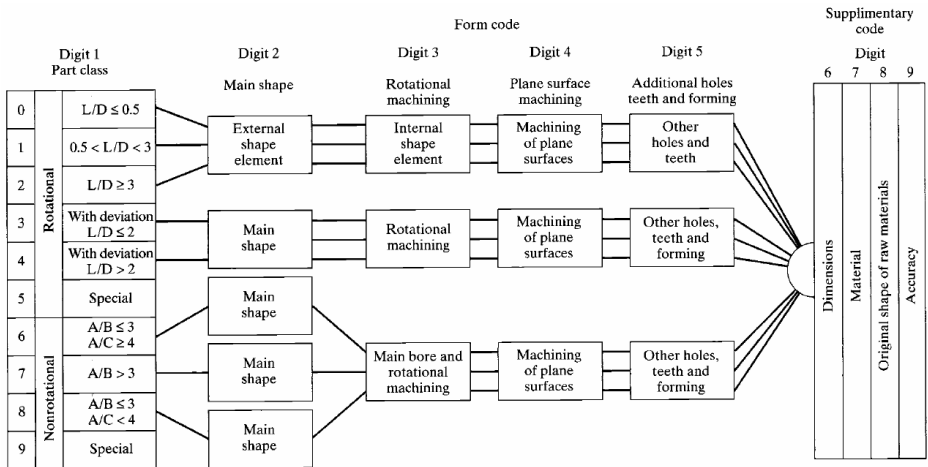 Form code
Supplimentary
code
Digit 1
Part class
Digit 2
Main shape
Digit 3
Rotational
machining
Digit 4
Plane surface
machining
Digit 5
Additional holes
teeth and forming
Digit
6 7 8 9
Rotational
Nonrotational
0 L/D ≤ 0.5
1 0.5 < L/D < 3
2 L/D ≥ 3
3 With deviation
L/D ≤ 2
4 With deviation
L/D > 2
5 Special
6 A/B ≤ 3
A/C ≥ 4
7 A/B > 3
8 A/B ≤ 3
A/C < 4
9 Special
External
shape
element
Internal
shape
element
Machining
of plane
surfaces
Other
holes and
teeth
Main
shape
Rotational
machining
Machining
of plane
surfaces
Other holes,
teeth and
forming
Main
shape
Main
shape
Main
shape
Main bore and
rotational
machining
Machining
of plane
surfaces
Other holes,
teeth and
forming
Dimensions
Material
Original shape of raw materials
Accuracy